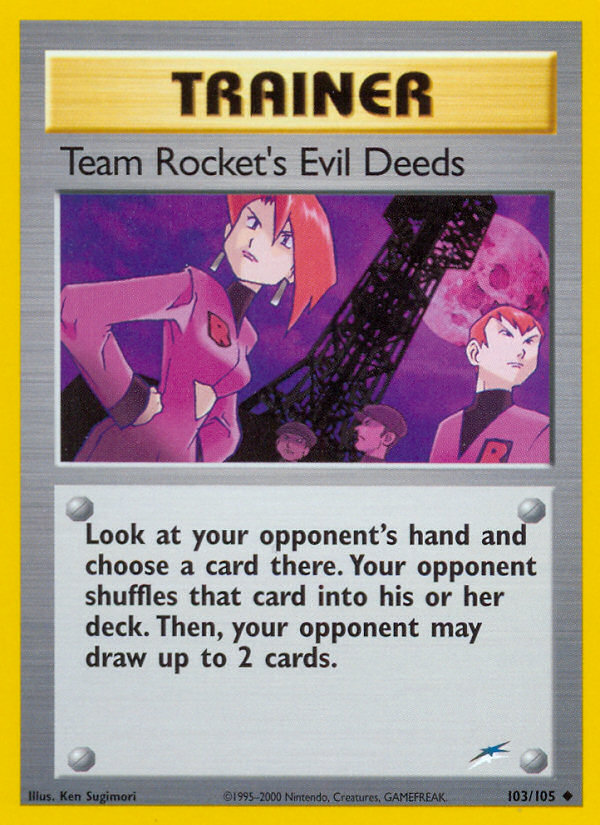 TRAINER
Team Rocket's Evil Deeds
R
R
Look at your opponent's hand and
choose a card there. Your opponent
shuffles that card into his or her
deck. Then, your opponent may
draw up to 2 cards.
Illus. Ken Sugimori
©1995-2000 Nintendo, Creatures, GAMEFREAK.
103/105 ◆